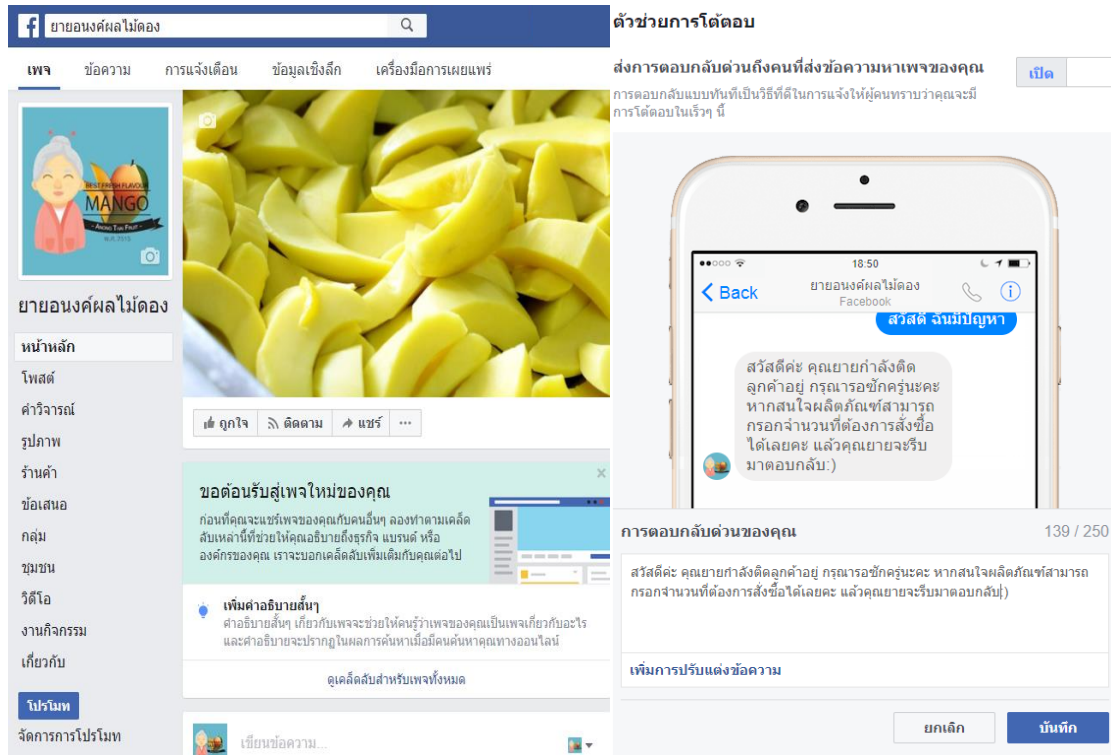 ยายอนงค์ผลไม้ดอง
เพจ ข้อความ การแจ้งเตือน ข้อมูลเชิงลึก เครื่องมือการเผยแพร่
BEST FRESH FLAVOUR
MANGO
- ANONG THAI FRUIT -
ยายอนงค์ผลไม้ดอง
หน้าหลัก
โพสต์
คำวิจารณ์
รูปภาพ
ร้านค้า
ข้อเสนอ
กลุ่ม
ชุมชน
วิดีโอ
งานกิจกรรม
เกี่ยวกับ
โปรโมท
จัดการการโปรโมท
ถูกใจ ติดตาม แชร์ ...
ขอต้อนรับสู่เพจใหม่ของคุณ
ก่อนที่คุณจะแชร์เพจของคุณกับคนอื่นๆ ลองทำตามเคล็ด
ลับเหล่านี้ที่ช่วยให้คุณอธิบายถึงธุรกิจ แบรนด์ หรือ
องค์กรของคุณ เราจะบอกเคล็ดลับเพิ่มเติมกับคุณต่อไป
เพิ่มคำอธิบายสั้นๆ
คำอธิบายสั้นๆ เกี่ยวกับเพจจะช่วยให้คนรู้ว่าเพจของคุณเป็นเพจเกี่ยวกับอะไร
และคำอธิบายจะปรากฏในผลการค้นหาเมื่อมีคนค้นหาคุณทางออนไลน์
ดูเคล็ดลับสำหรับเพจทั้งหมด
เขียนข้อความ...
ตัวช่วยการโต้ตอบ
ส่งการตอบกลับด่วนถึงคนที่ส่งข้อความหาเพจของคุณ
เปิด
การตอบกลับแบบทันทีเป็นวิธีที่ดีในการแจ้งให้ผู้คนทราบว่าคุณจะมี
การโต้ตอบในเร็วๆ นี้
18:50
Back ยายอนงค์ผลไม้ดอง
Facebook
สวัสดี ฉันมีปัญหา
สวัสดีค่ะ คุณยายกำลังติด
ลูกค้าอยู่ กรุณารอซักครู่นะคะ
หากสนใจผลิตภัณฑ์สามารถ
กรอกจำนวนที่ต้องการสั่งซื้อ
ได้เลยคะ แล้วคุณยายจะรีบ
มาตอบกลับ:)
การตอบกลับด่วนของคุณ 139 / 250
สวัสดีค่ะ คุณยายกำลังติดลูกค้าอยู่ กรุณารอซักครู่นะคะ หากสนใจผลิตภัณฑ์สามารถ
กรอกจำนวนที่ต้องการสั่งซื้อได้เลยคะ แล้วคุณยายจะรีบมาตอบกลับ:)
เพิ่มการปรับแต่งข้อความ
ยกเลิก บันทึก